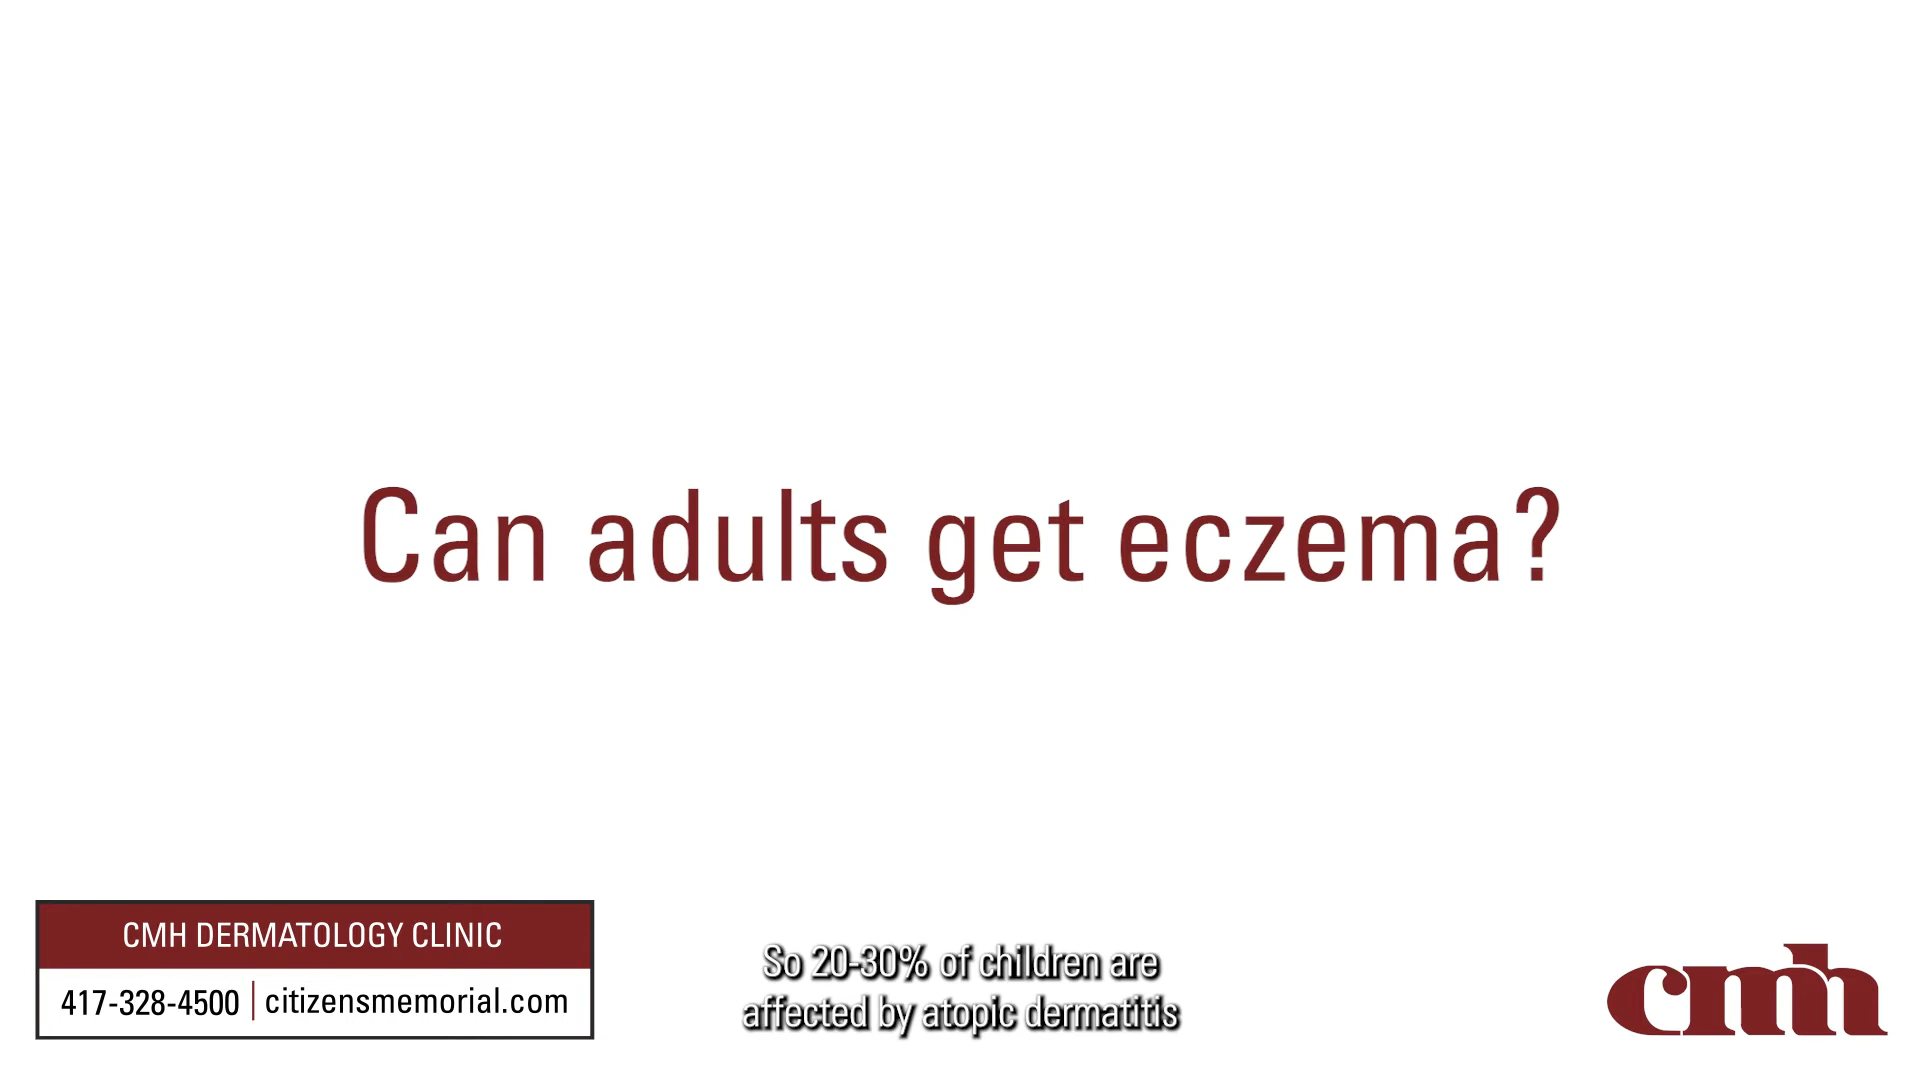 Can adults get eczema?
CMH DERMATOLOGY CLINIC
417-328-4500 | citizensmemorial.com
So 20-30% of children are
affected by atopic dermatitis
cmh